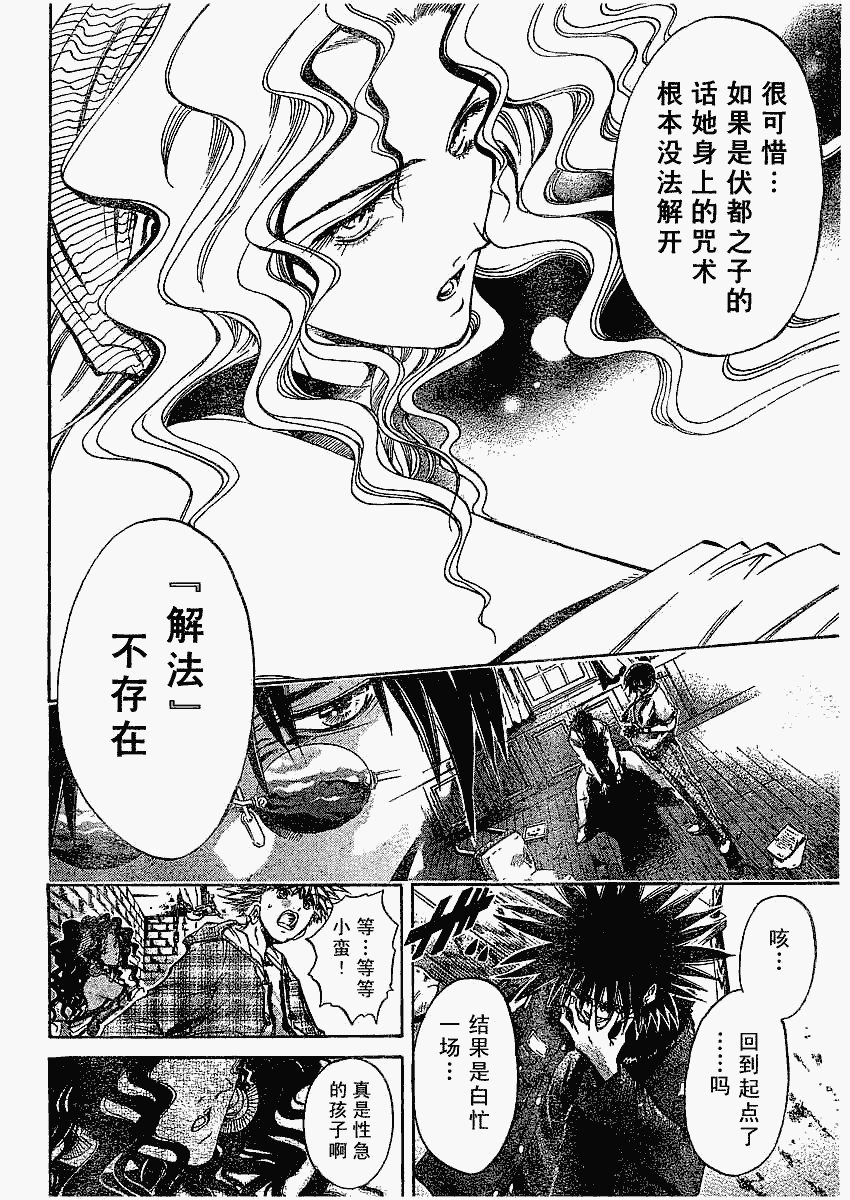 很可惜…
如果是伏都之子的
话她身上的咒术
根本没法解开
『解法』
不存在
咳…
回到起点了
……吗
结果是白忙
一场…
等…等等
小蛮！
真是性急
的孩子啊